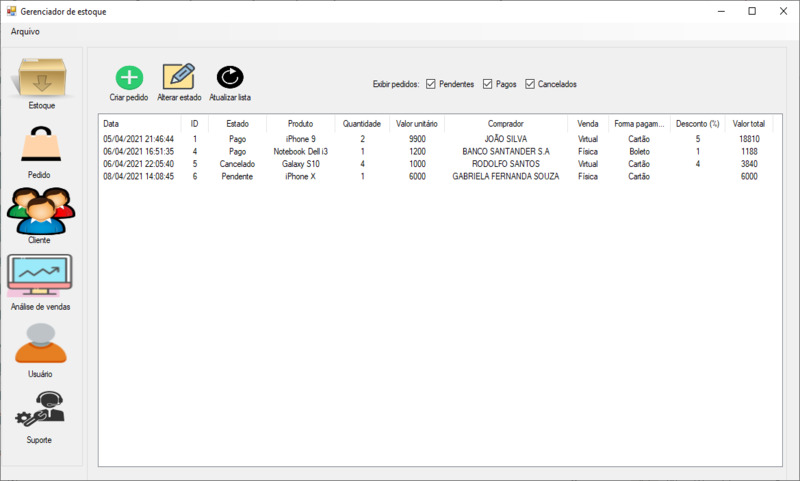 Gerenciador de estoque
Arquivo
Estoque
Pedido
Cliente
Análise de vendas
Usuário
Suporte
Criar pedido Alterar estado Atualizar lista
Exibir pedidos: Pendentes Pagos Cancelados
Data ID Estado Produto Quantidade Valor unitário Comprador Venda Forma pagam... Desconto (%) Valor total
05/04/2021 21:46:44 1 Pago iPhone 9 2 9900 JOÃO SILVA Virtual Cartão 5 18810
06/04/2021 16:51:35 4 Pago Notebook Dell i3 1 1200 BANCO SANTANDER S.A Física Boleto 1 1188
06/04/2021 22:05:40 5 Cancelado Galaxy S10 4 1000 RODOLFO SANTOS Virtual Cartão 4 3840
08/04/2021 14:08:45 6 Pendente iPhone X 1 6000 GABRIELA FERNANDA SOUZA Física Cartão 6000